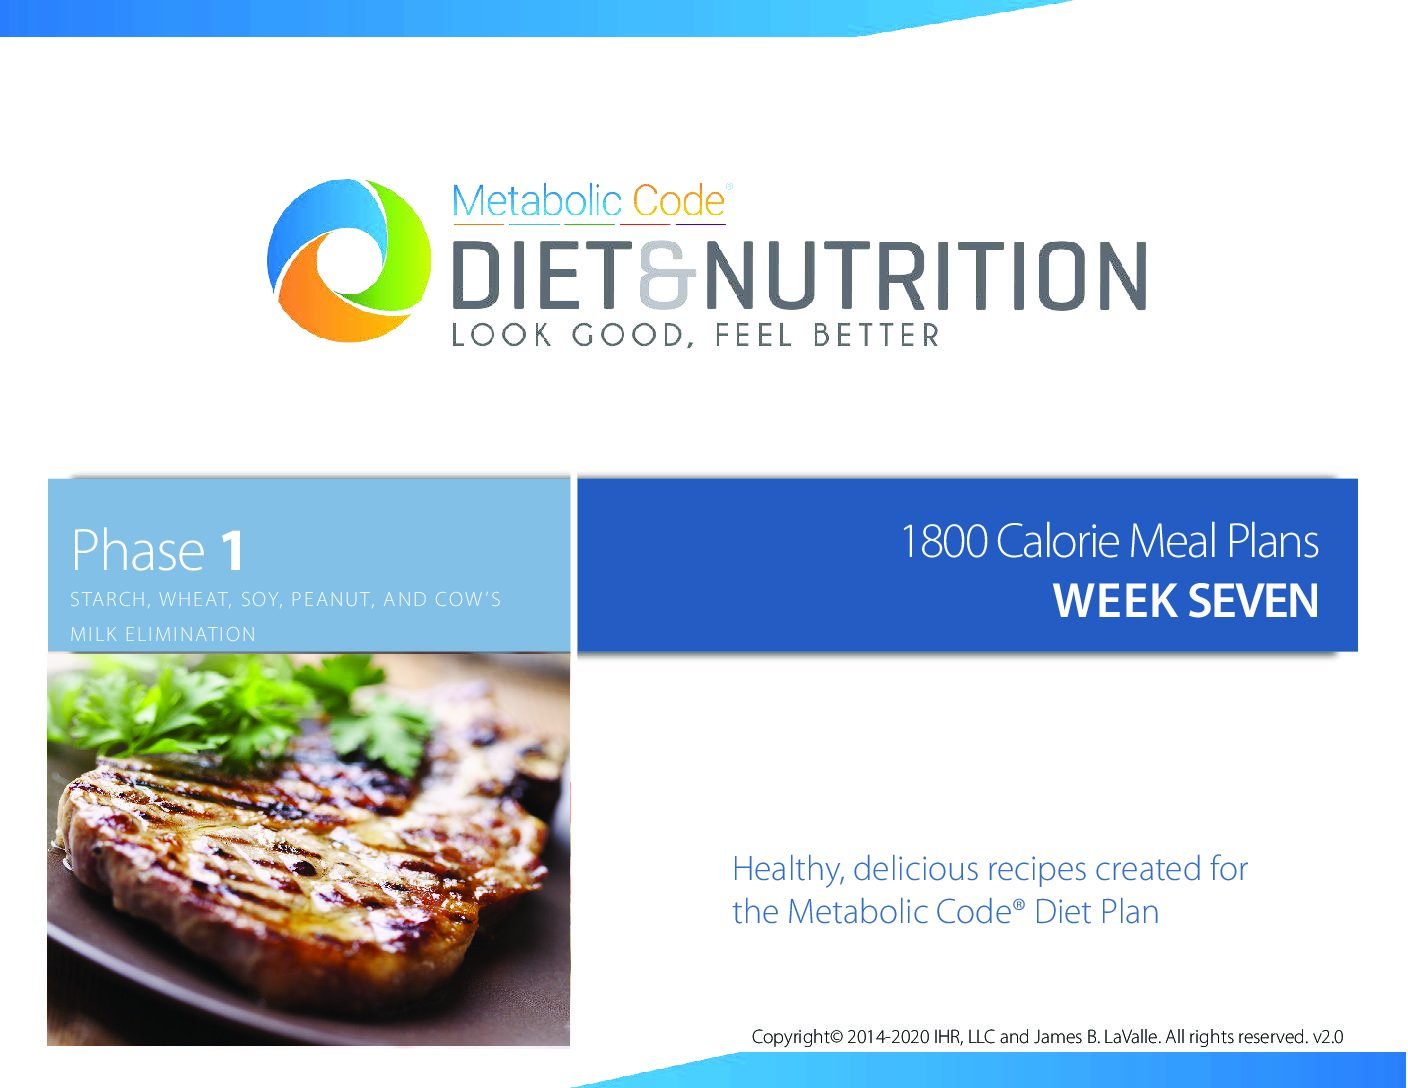 Metabolic Code®
DIET&NUTRITION
LOOK GOOD, FEEL BETTER
Phase 1
STARCH, WHEAT, SOY, PEANUT, AND COW'S
MILK ELIMINATION
1800 Calorie Meal Plans
WEEK SEVEN
Healthy, delicious recipes created for
the Metabolic Code® Diet Plan
Copyright© 2014-2020 IHR, LLC and James B. LaValle. All rights reserved. v2.0